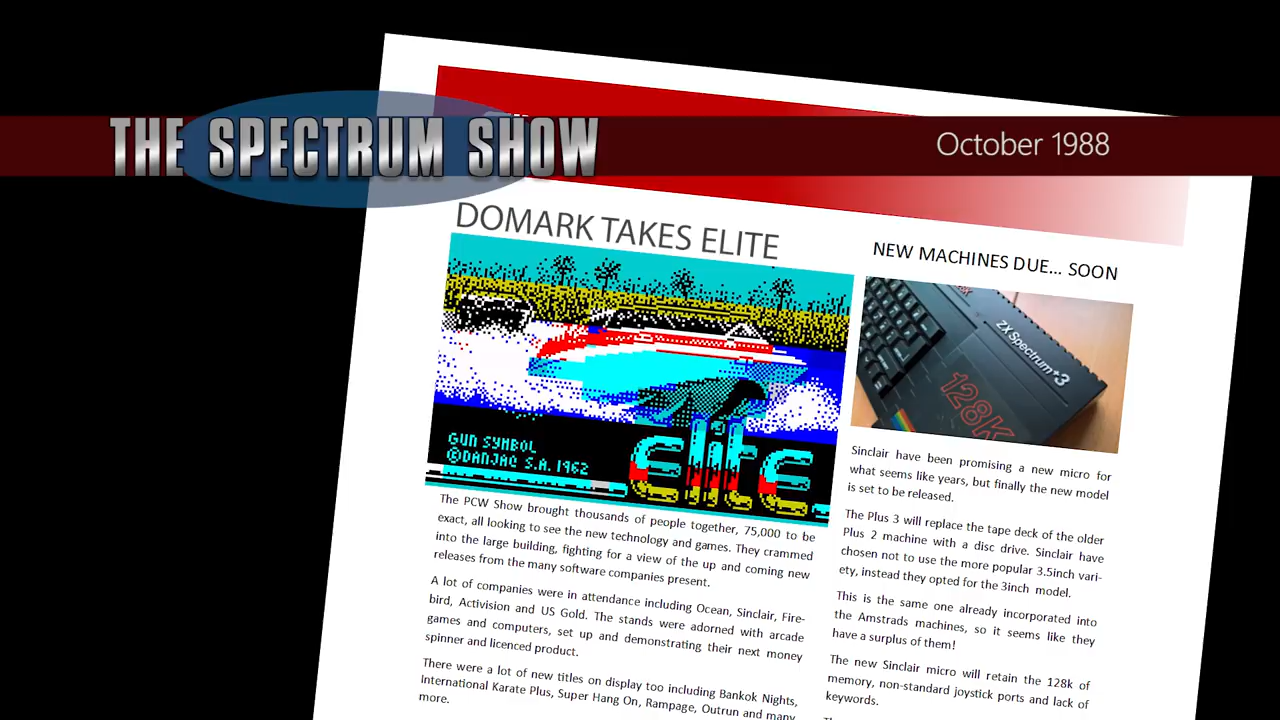 THE SPECTRUM SHOW
October 1988
DOMARK TAKES ELITE
GUN SYMBOL
©DANJAC S.A. 1962
elite
The PCW Show brought thousands of people together, 75,000 to be
exact, all looking to see the new technology and games. They crammed
into the large building, fighting for a view of the up and coming new
releases from the many software companies present.
A lot of companies were in attendance including Ocean, Sinclair, Fire-
bird, Activision and US Gold. The stands were adorned with arcade
games and computers, set up and demonstrating their next money
spinner and licenced product.
There were a lot of new titles on display too including Bankok Nights,
International Karate Plus, Super Hang On, Rampage, Outrun and many
more.
NEW MACHINES DUE... SOON
ZX Spectrum+3
128K
Sinclair have been promising a new micro for
what seems like years, but finally the new model
is set to be released.
The Plus 3 will replace the tape deck of the older
Plus 2 machine with a disc drive. Sinclair have
chosen not to use the more popular 3.5inch vari-
ety, instead they opted for the 3inch model.
This is the same one already incorporated into
the Amstrads machines, so it seems like they
have a surplus of them!
The new Sinclair micro will retain the 128k of
memory, non-standard joystick ports and lack of
keywords.